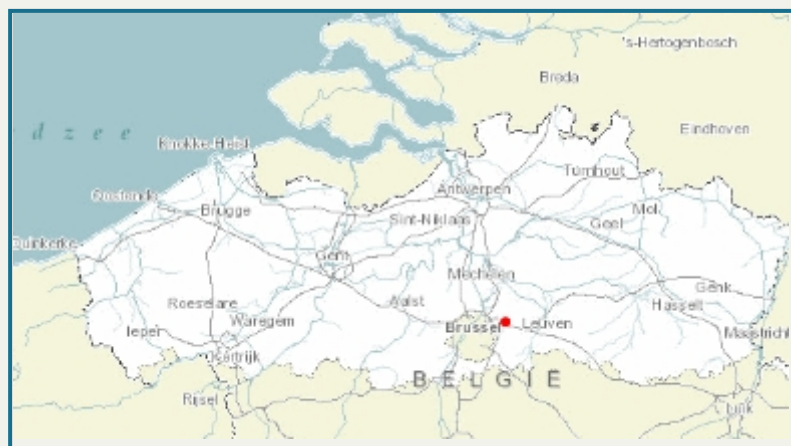 's-Hertogenbosch
Breda
d z e e
Eindhoven
Knokke-Heist
Turnhout
Antwerpen
Oostende
Mol
Brugge
Sint-Niklaas
Geel
Duinkerke
Gent
Mechelen
Genk
Roeselare
Aalst
Hasselt
Waregem
Brussel
Leuven
Ieper
Maastricht
Kortrijk
BELGIË
Rijsel
Luik